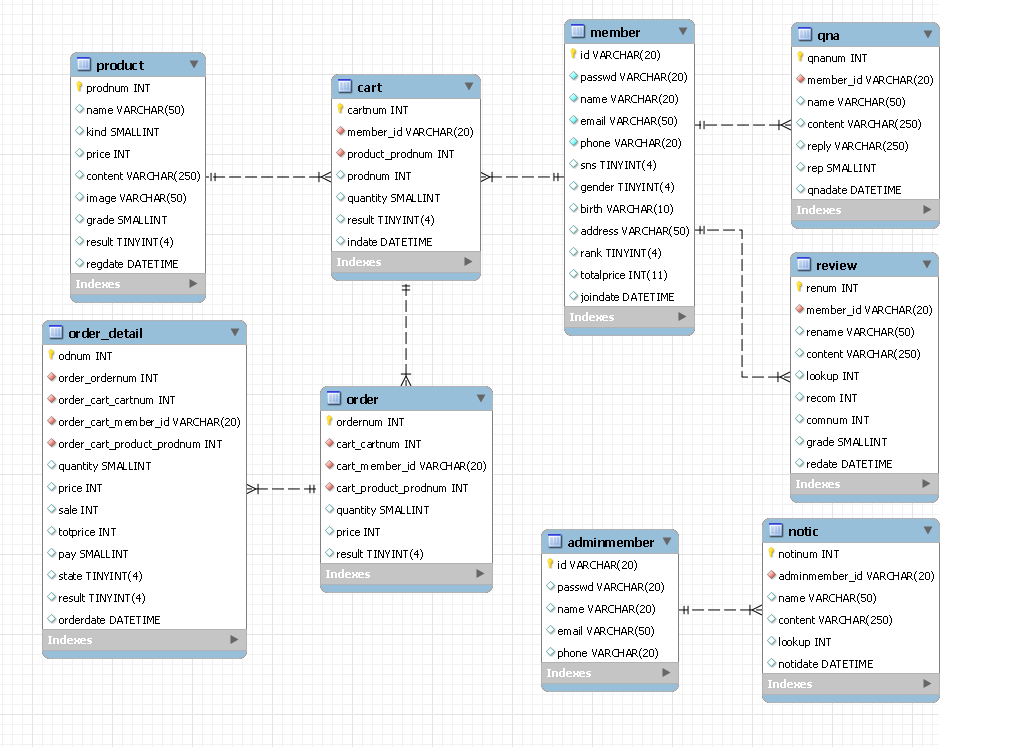 product
prodnum INT
name VARCHAR(50)
kind SMALLINT
price INT
content VARCHAR(250)
image VARCHAR(50)
grade SMALLINT
result TINYINT(4)
regdate DATETIME
Indexes
cart
cartnum INT
member_id VARCHAR(20)
product_prodnum INT
prodnum INT
quantity SMALLINT
result TINYINT(4)
indate DATETIME
Indexes
member
id VARCHAR(20)
passwd VARCHAR(20)
name VARCHAR(20)
email VARCHAR(50)
phone VARCHAR(20)
sns TINYINT(4)
gender TINYINT(4)
birth VARCHAR(10)
address VARCHAR(50)
rank TINYINT(4)
totalprice INT(11)
joindate DATETIME
Indexes
qna
qnanum INT
member_id VARCHAR(20)
name VARCHAR(50)
content VARCHAR(250)
reply VARCHAR(250)
rep SMALLINT
qnadate DATETIME
Indexes
review
renum INT
member_id VARCHAR(20)
rename VARCHAR(50)
content VARCHAR(250)
lookup INT
recom INT
comnum INT
grade SMALLINT
redate DATETIME
Indexes
order_detail
odnum INT
order_ordernum INT
order_cart_cartnum INT
order_cart_member_id VARCHAR(20)
order_cart_product_prodnum INT
quantity SMALLINT
price INT
sale INT
totprice INT
pay SMALLINT
state TINYINT(4)
result TINYINT(4)
orderdate DATETIME
Indexes
order
ordernum INT
cart_cartnum INT
cart_member_id VARCHAR(20)
cart_product_prodnum INT
quantity SMALLINT
price INT
result TINYINT(4)
Indexes
adminmember
id VARCHAR(20)
passwd VARCHAR(20)
name VARCHAR(20)
email VARCHAR(50)
phone VARCHAR(20)
Indexes
notic
notinum INT
adminmember_id VARCHAR(20)
name VARCHAR(50)
content VARCHAR(250)
lookup INT
notidate DATETIME
Indexes